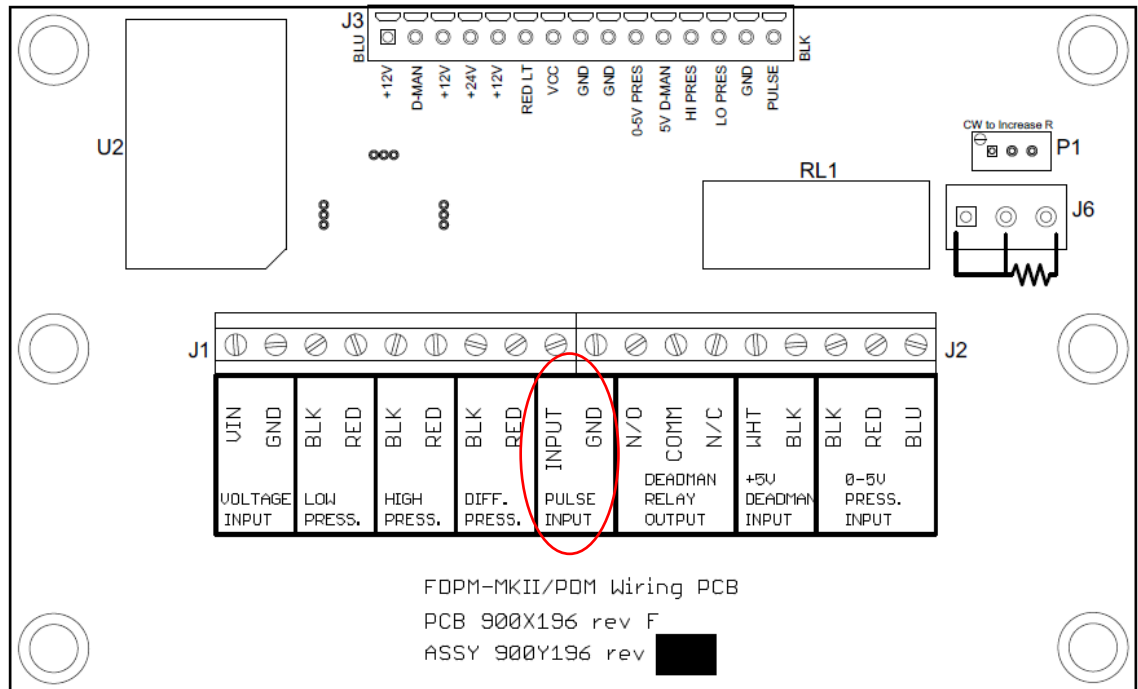 J3
BLU
BLK
+12V
D-MAN
+12V
+24V
+12V
RED LT
VCC
GND
GND
0-5V PRES
5V D-MAN
HI PRES
LO PRES
GND
PULSE
U2
CW to Increase R
P1
RL1
J6
J1
J2
VIN
GND
VOLTAGE
INPUT
BLK
RED
LOW
PRESS.
BLK
RED
HIGH
PRESS.
BLK
RED
DIFF.
PRESS.
INPUT
GND
PULSE
INPUT
N/O
COMM
N/C
DEADMAN
RELAY
OUTPUT
WHT
BLK
+5V
DEADMAN
INPUT
BLK
RED
BLU
0-5V
PRESS.
INPUT
FDPM-MKII/PDM Wiring PCB
PCB 900X196 rev F
ASSY 900Y196 rev